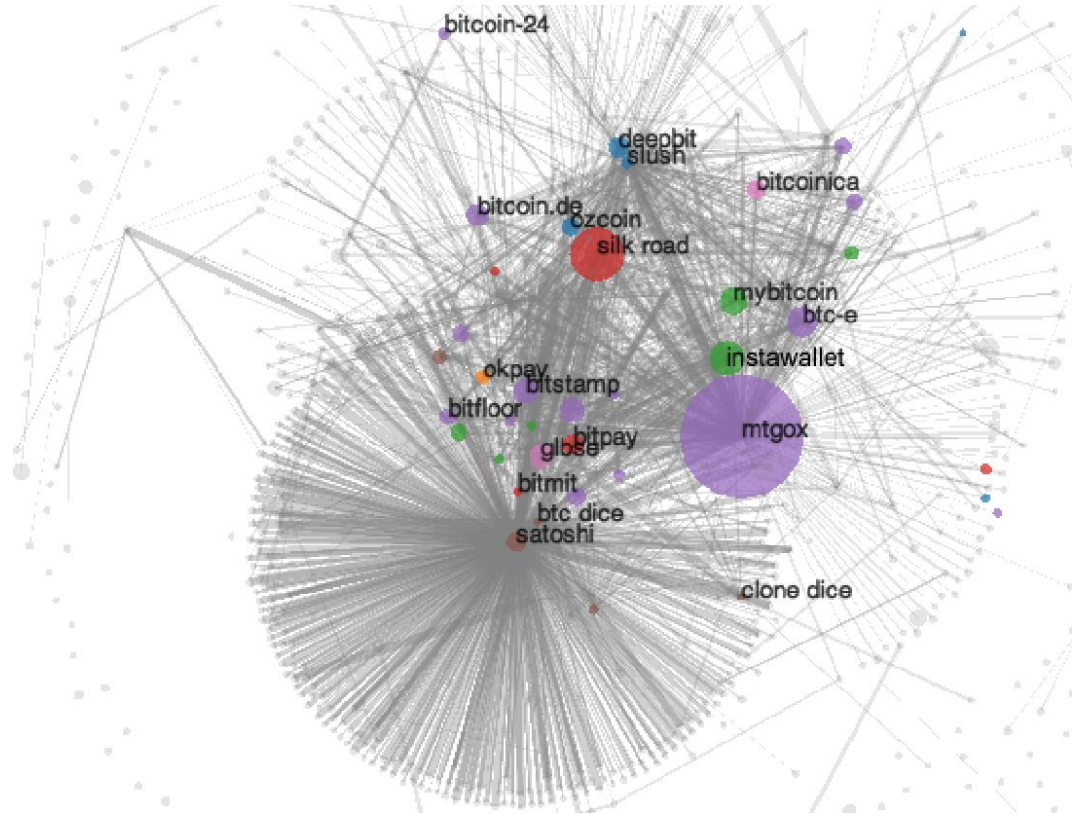 bitcoin-24
deepbit
slush
bitcoinica
bitcoin.de
ozcoin
silk road
mybitcoin
btc-e
instawallet
okpay
bitstamp
bitfloor
mtgox
bitpay
glbse
bitmit
btc dice
satoshi
clone dice